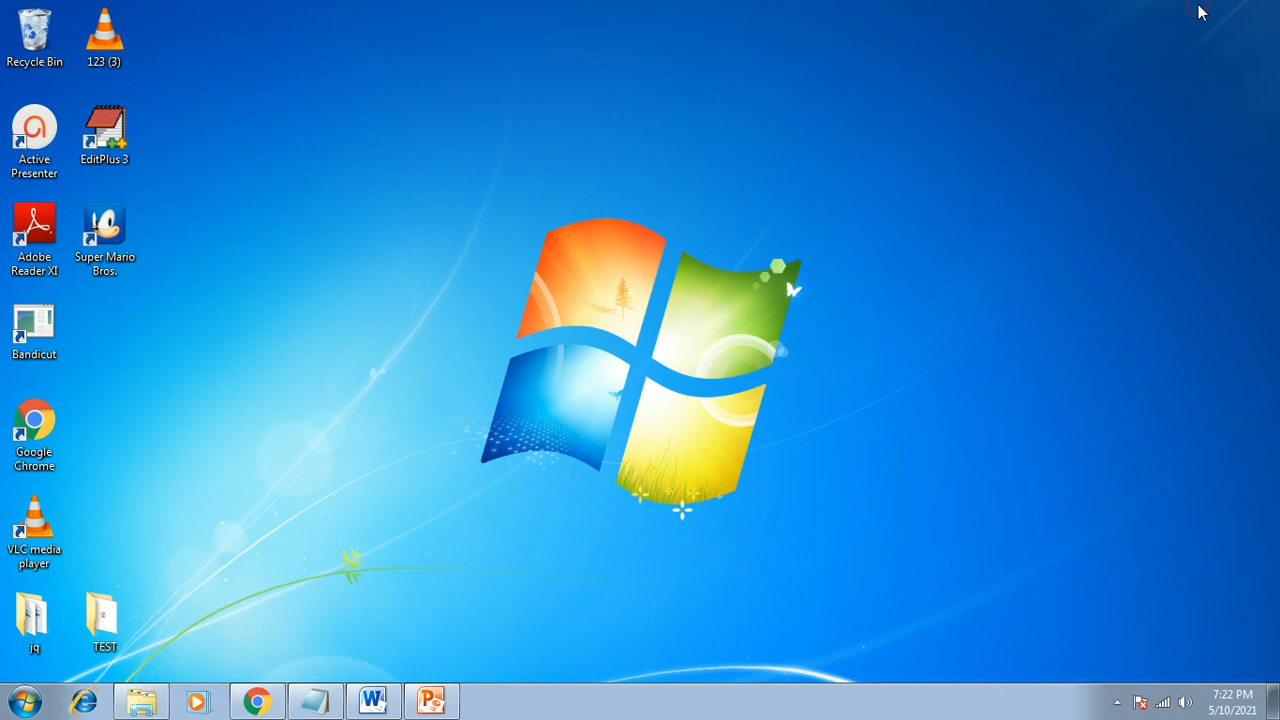 Recycle Bin
123 (3)
Active
Presenter
EditPlus 3
Adobe
Reader XI
Super Mario
Bros.
Bandicut
Google
Chrome
VLC media
player
jq
TEST
7:22 PM
5/10/2021